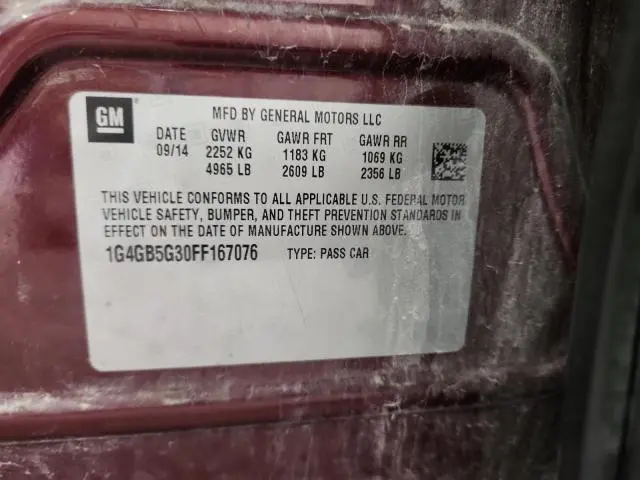 GM
MFD BY GENERAL MOTORS LLC
DATE GVWR GAWR FRT GAWR RR
09/14 2252 KG 1183 KG 1069 KG
4965 LB 2609 LB 2356 LB
THIS VEHICLE CONFORMS TO ALL APPLICABLE U.S. FEDERAL MOTOR
VEHICLE SAFETY, BUMPER, AND THEFT PREVENTION STANDARDS IN
EFFECT ON THE DATE OF MANUFACTURE SHOWN ABOVE.
1G4GB5G30FF167076 TYPE: PASS CAR